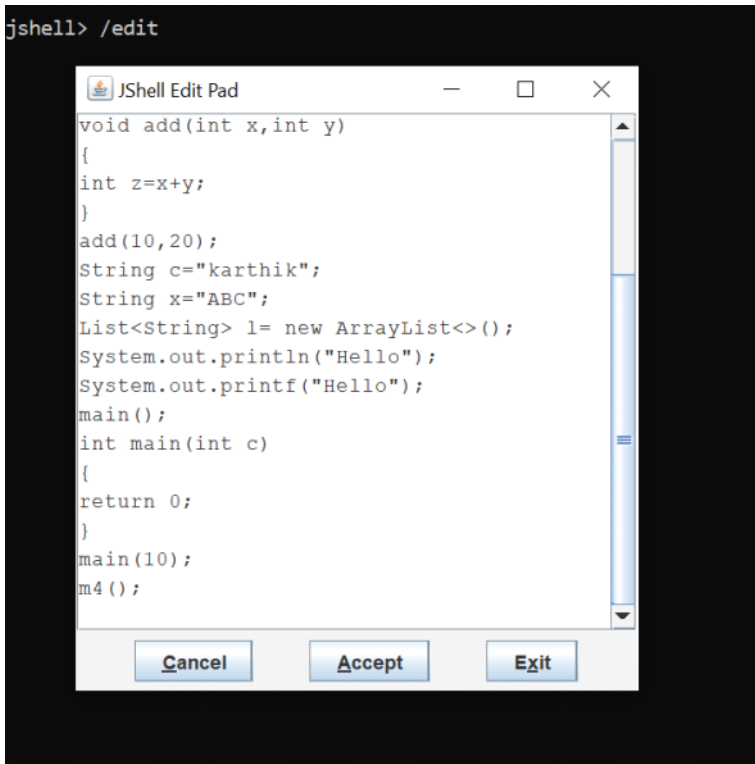 jshell> /edit
JShell Edit Pad
void add(int x,int y)
{
int z=x+y;
}
add(10,20);
String c="karthik";
String x="ABC";
List<String> l= new ArrayList<>();
System.out.println("Hello");
System.out.printf("Hello");
main();
int main(int c)
{
return 0;
}
main(10);
m4();
Cancel Accept Exit